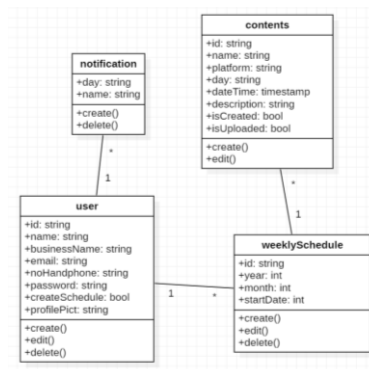 contents
+id: string
+name: string
+platform: string
+day: string
+dateTime: timestamp
+description: string
+isCreated: bool
+isUploaded: bool
+create()
+edit()
notification
+day: string
+name: string
+create()
+delete()
*
1
*
1
user
+id: string
+name: string
+businessName: string
+email: string
+noHandphone: string
+password: string
+createSchedule: bool
+profilePict: string
+create()
+edit()
+delete()
1
*
weeklySchedule
+id: string
+year: int
+month: int
+startDate: int
+create()
+edit()
+delete()